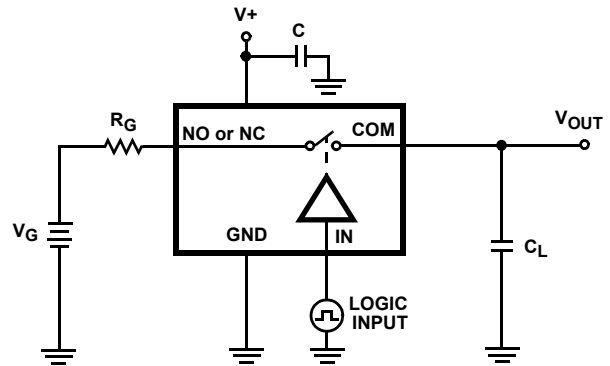 V+
C
RG
NO or NC
COM
VOUT
VG
GND
IN
CL
LOGIC
INPUT